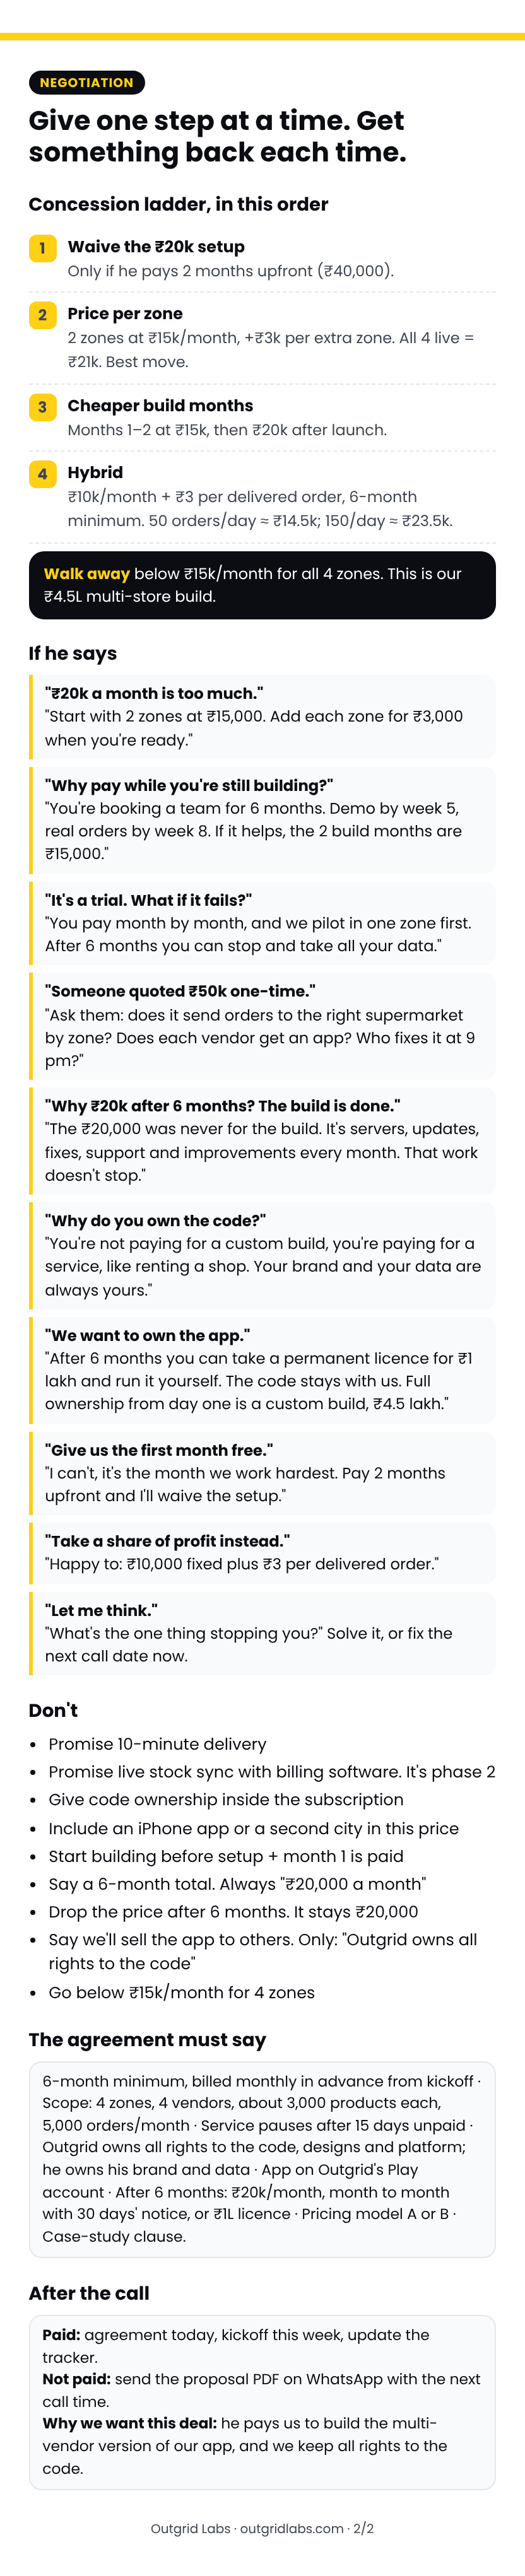 NEGOTIATION
Give one step at a time. Get
something back each time.
Concession ladder, in this order
1
Waive the ₹20k setup
Only if he pays 2 months upfront (₹40,000).
2
Price per zone
2 zones at ₹15k/month, +₹3k per extra zone. All 4 live =
₹21k. Best move.
3
Cheaper build months
Months 1–2 at ₹15k, then ₹20k after launch.
4
Hybrid
₹10k/month + ₹3 per delivered order, 6-month
minimum. 50 orders/day ≈ ₹14.5k; 150/day ≈ ₹23.5k.
Walk away below ₹15k/month for all 4 zones. This is our
₹4.5L multi-store build.
If he says
"₹20k a month is too much."
"Start with 2 zones at ₹15,000. Add each zone for ₹3,000
when you're ready."
"Why pay while you're still building?"
"You're booking a team for 6 months. Demo by week 5,
real orders by week 8. If it helps, the 2 build months are
₹15,000."
"It's a trial. What if it fails?"
"You pay month by month, and we pilot in one zone first.
After 6 months you can stop and take all your data."
"Someone quoted ₹50k one-time."
"Ask them: does it send orders to the right supermarket
by zone? Does each vendor get an app? Who fixes it at 9
pm?"
"Why ₹20k after 6 months? The build is done."
"The ₹20,000 was never for the build. It's servers, updates,
fixes, support and improvements every month. That work
doesn't stop."
"Why do you own the code?"
"You're not paying for a custom build, you're paying for a
service, like renting a shop. Your brand and your data are
always yours."
"We want to own the app."
"After 6 months you can take a permanent licence for ₹1
lakh and run it yourself. The code stays with us. Full
ownership from day one is a custom build, ₹4.5 lakh."
"Give us the first month free."
"I can't, it's the month we work hardest. Pay 2 months
upfront and I'll waive the setup."
"Take a share of profit instead."
"Happy to: ₹10,000 fixed plus ₹3 per delivered order."
"Let me think."
"What's the one thing stopping you?" Solve it, or fix the
next call date now.
Don't
• Promise 10-minute delivery
• Promise live stock sync with billing software. It's phase 2
• Give code ownership inside the subscription
• Include an iPhone app or a second city in this price
• Start building before setup + month 1 is paid
• Say a 6-month total. Always "₹20,000 a month"
• Drop the price after 6 months. It stays ₹20,000
• Say we'll sell the app to others. Only: "Outgrid owns all
rights to the code"
• Go below ₹15k/month for 4 zones
The agreement must say
6-month minimum, billed monthly in advance from kickoff ·
Scope: 4 zones, 4 vendors, about 3,000 products each,
5,000 orders/month · Service pauses after 15 days unpaid ·
Outgrid owns all rights to the code, designs and platform;
he owns his brand and data · App on Outgrid's Play
account · After 6 months: ₹20k/month, month to month
with 30 days' notice, or ₹1L licence · Pricing model A or B ·
Case-study clause.
After the call
Paid: agreement today, kickoff this week, update the
tracker.
Not paid: send the proposal PDF on WhatsApp with the next
call time.
Why we want this deal: he pays us to build the multi-
vendor version of our app, and we keep all rights to the
code.
Outgrid Labs · outgridlabs.com · 2/2